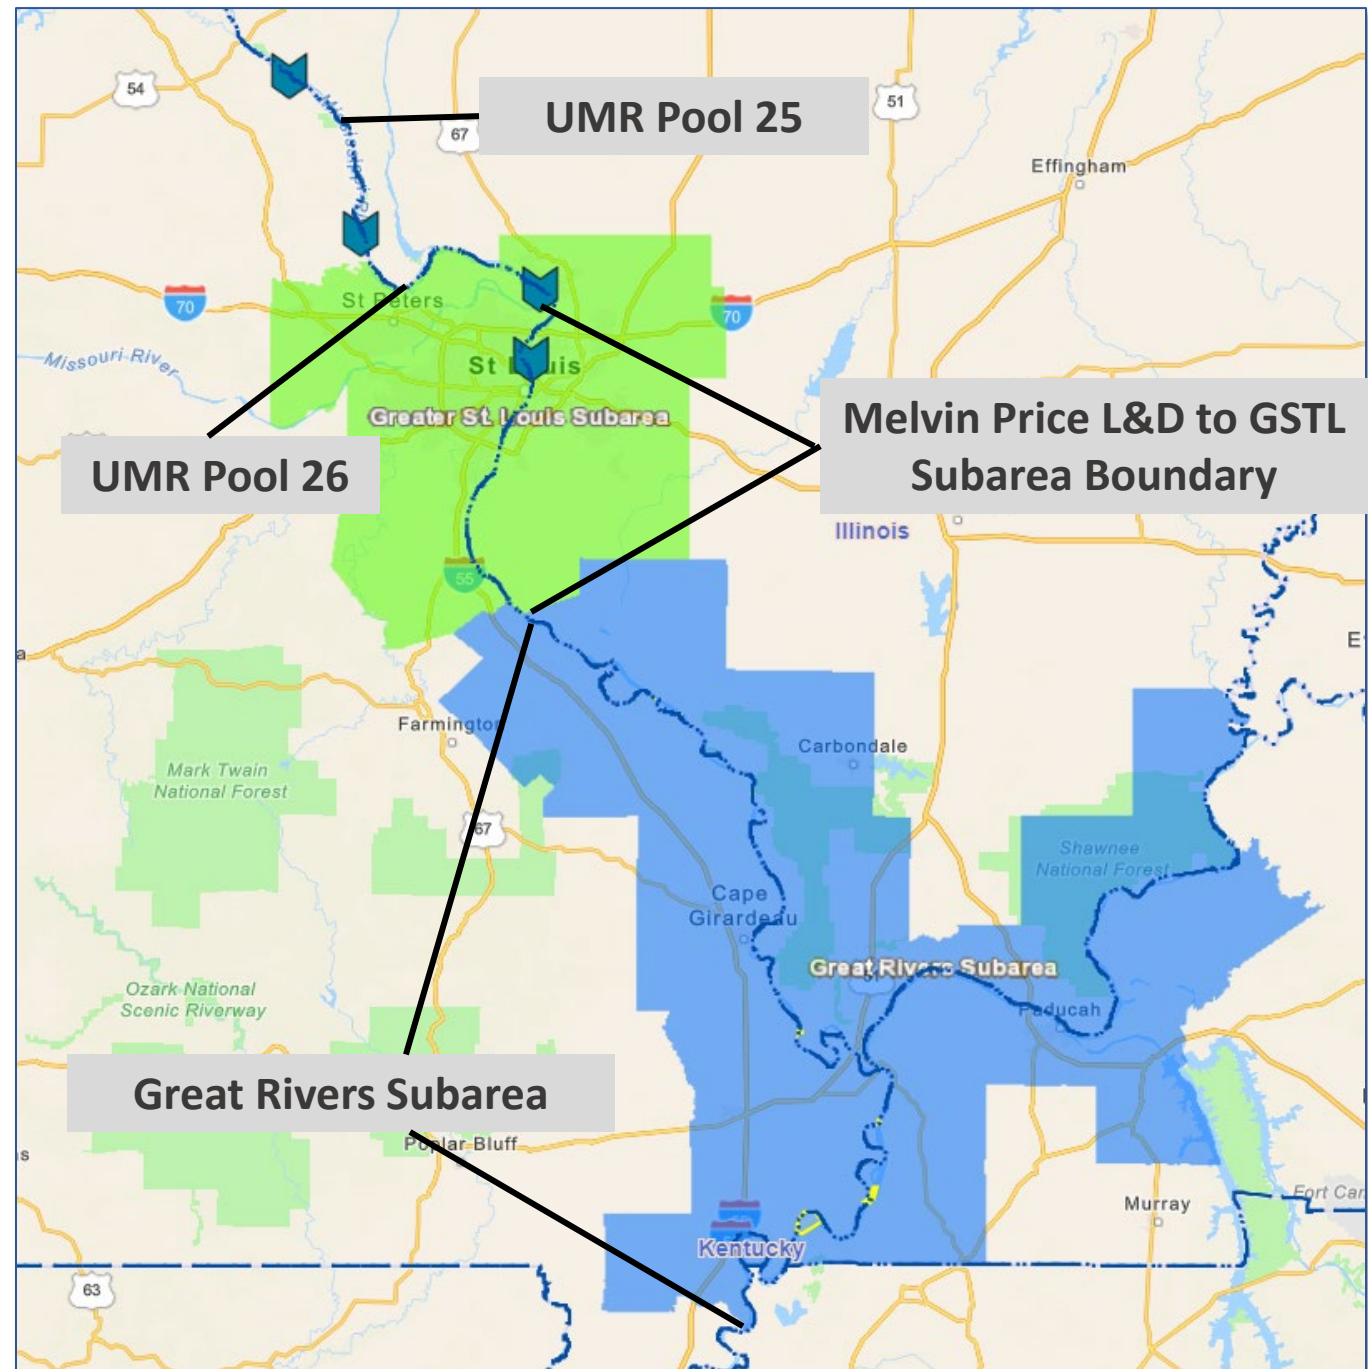 54
UMR Pool 25
51
67
Mississippi R
Effingham
70
St Peters
70
Missouri River
St Louis
Greater St. Louis Subarea
Melvin Price L&D to GSTL
Subarea Boundary
UMR Pool 26
Illinois
55
Farmington
Carbondale
Mark Twain
National Forest
67
Shawnee
National Forest
Cape
Girardeau
Great Rivers Subarea
Ozark National
Scenic Riverway
Paducah
Great Rivers Subarea
Poplar Bluff
Murray
Fort Car
Kentucky
63